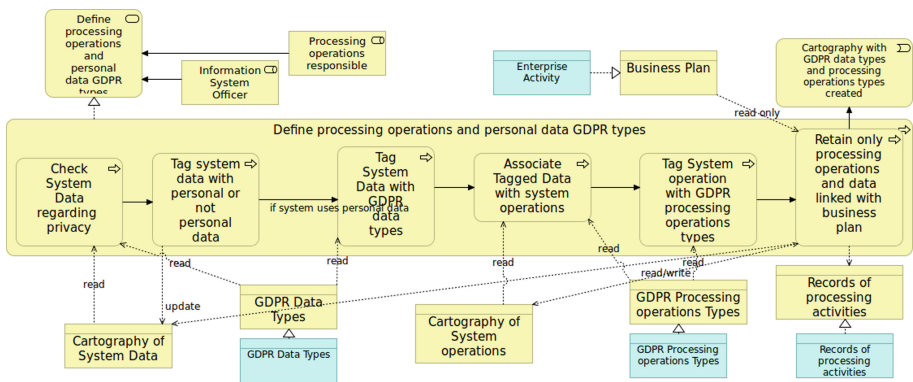 Define
processing
operations
and
personal
data GDPR
types
Processing
operations
responsible
Information
System
Officer
Enterprise
Activity
Business Plan
Cartography with
GDPR data types
and processing
operations types
created
read only
Define processing operations and personal data GDPR types
Check
System
Data
regarding
privacy
Tag system
data with
personal or
not
personal
data
if system uses personal data
Tag
System
Data with
GDPR
data
types
Associate
Tagged Data
with system
operations
Tag System
operation
with GDPR
processing
operations
types
Retain only
processing
operations
and data
linked with
business
plan
read
read
update
read
read
read
read
read/write
Cartography of
System Data
GDPR Data
Types
GDPR Data Types
Cartography of
System
operations
GDPR Processing
operations Types
GDPR Processing
operations Types
Records of
processing
activities
Records of
processing
activities